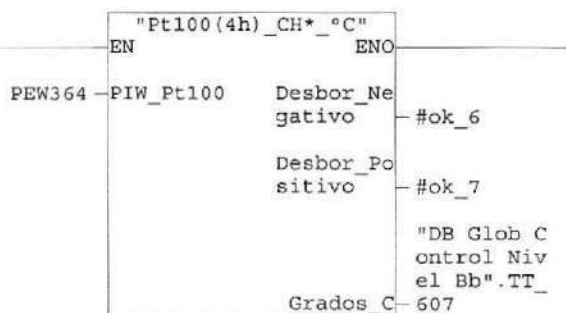 "Pt100(4h)_CH*_°C"
EN ENO
PEW364 PIW_Pt100 Desbor_Ne
gativo #ok_6
Desbor_Po
sitivo #ok_7
"DB Glob C
ontrol Niv
el Bb".TT_
Grados_C 607